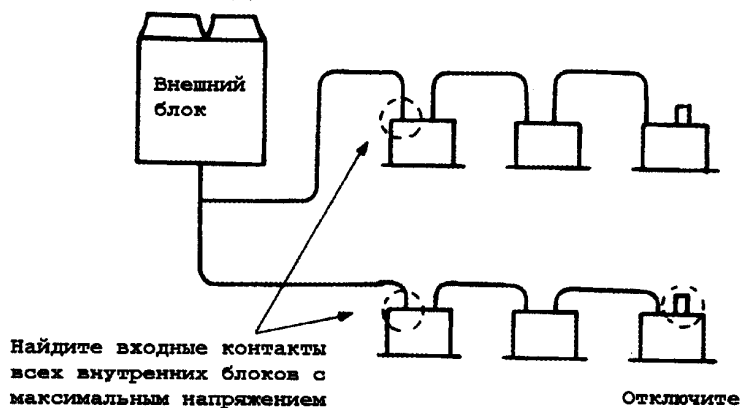 Внешний
блок
Найдите входные контакты
всех внутренних блоков с
максимальным напряжением
Отключите